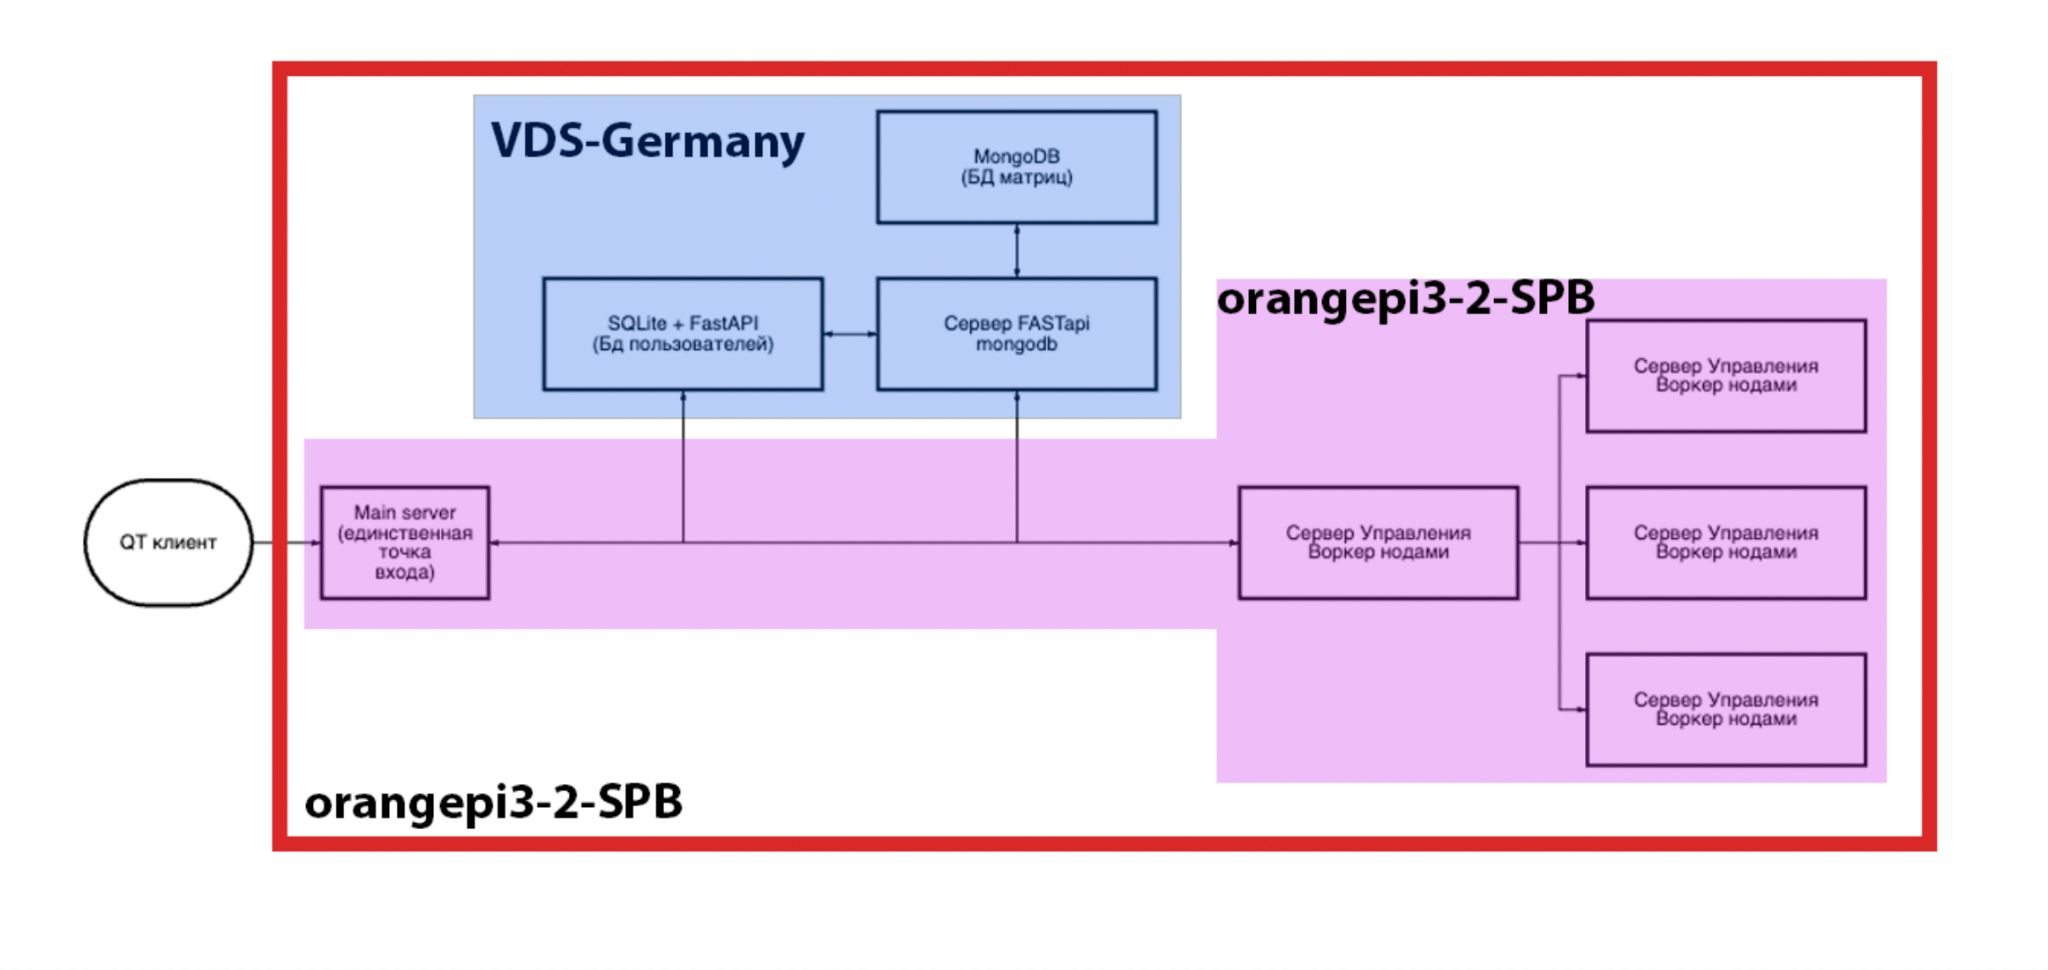 VDS-Germany
MongoDB
(БД матриц)
SQLite + FastAPI
(Бд пользователей)
Сервер FASTapi
mongodb
orangepi3-2-SPB
Сервер Управления
Воркер нодами
QT клиент
Main server
(единственная
точка
входа)
Сервер Управления
Воркер нодами
Сервер Управления
Воркер нодами
Сервер Управления
Воркер нодами
orangepi3-2-SPB